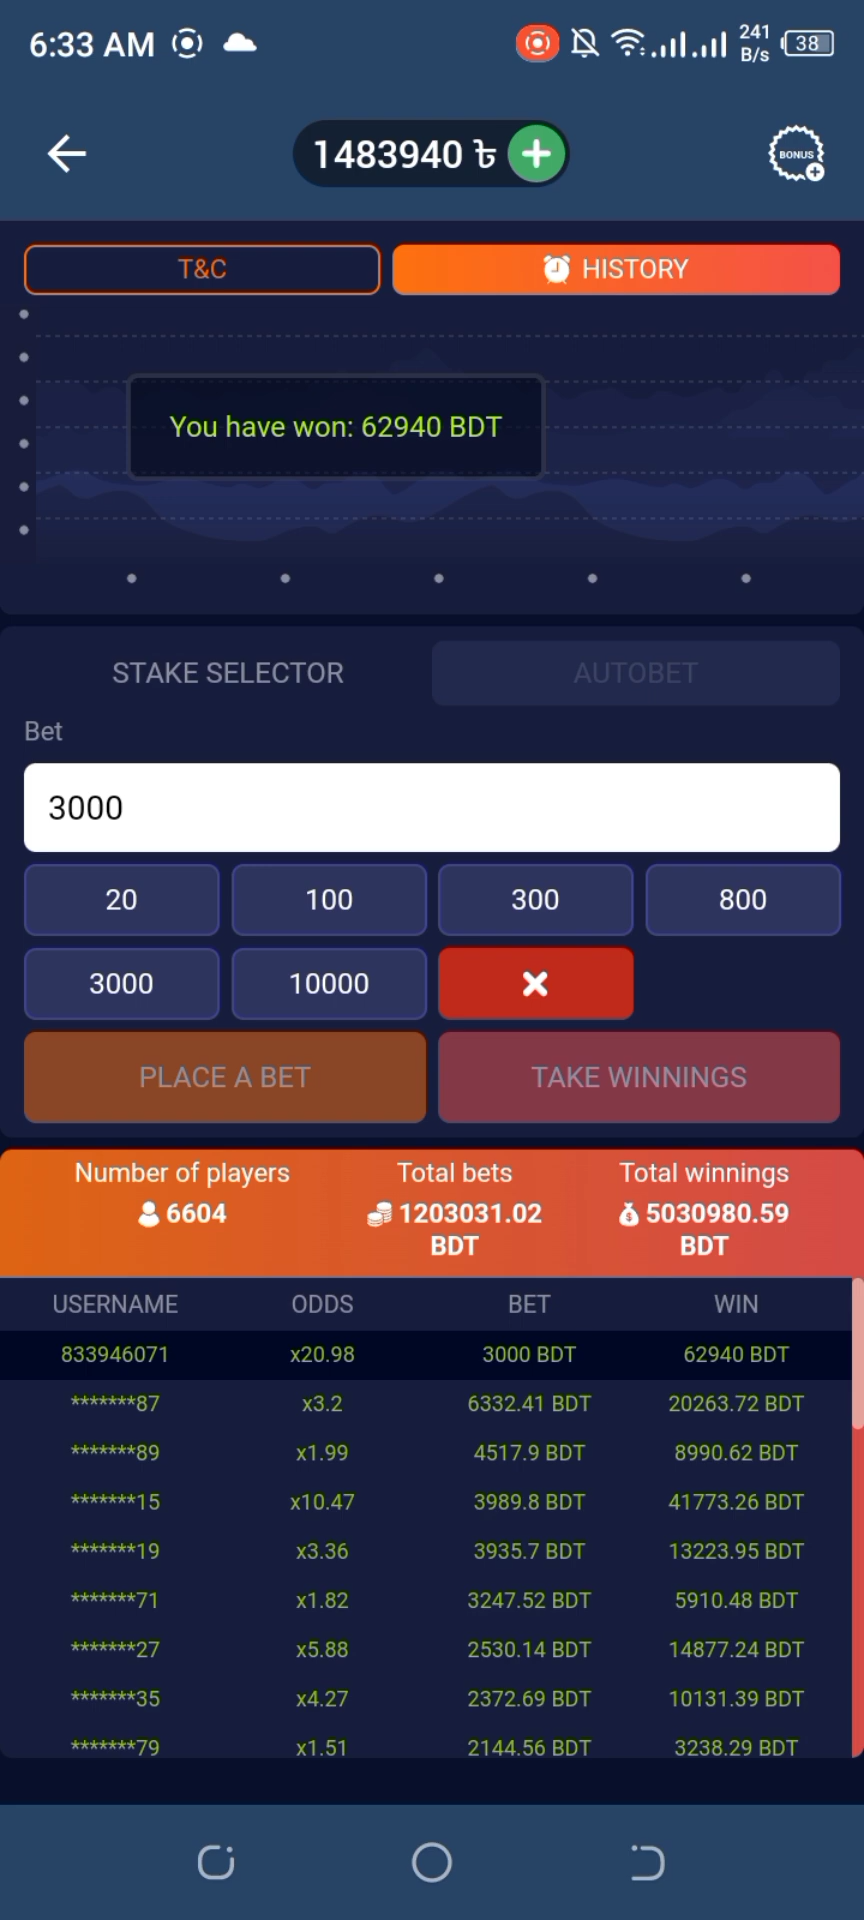 6:33 AM
241 B/s
38
1483940 ৳
BONUS
T&C
HISTORY
You have won: 62940 BDT
STAKE SELECTOR
AUTOBET
Bet
3000
20 100 300 800
3000 10000
PLACE A BET TAKE WINNINGS
Number of players Total bets Total winnings
6604 1203031.02 BDT 5030980.59 BDT
USERNAME ODDS BET WIN
833946071 x20.98 3000 BDT 62940 BDT
*******87 x3.2 6332.41 BDT 20263.72 BDT
*******89 x1.99 4517.9 BDT 8990.62 BDT
*******15 x10.47 3989.8 BDT 41773.26 BDT
*******19 x3.36 3935.7 BDT 13223.95 BDT
*******71 x1.82 3247.52 BDT 5910.48 BDT
*******27 x5.88 2530.14 BDT 14877.24 BDT
*******35 x4.27 2372.69 BDT 10131.39 BDT
*******79 x1.51 2144.56 BDT 3238.29 BDT